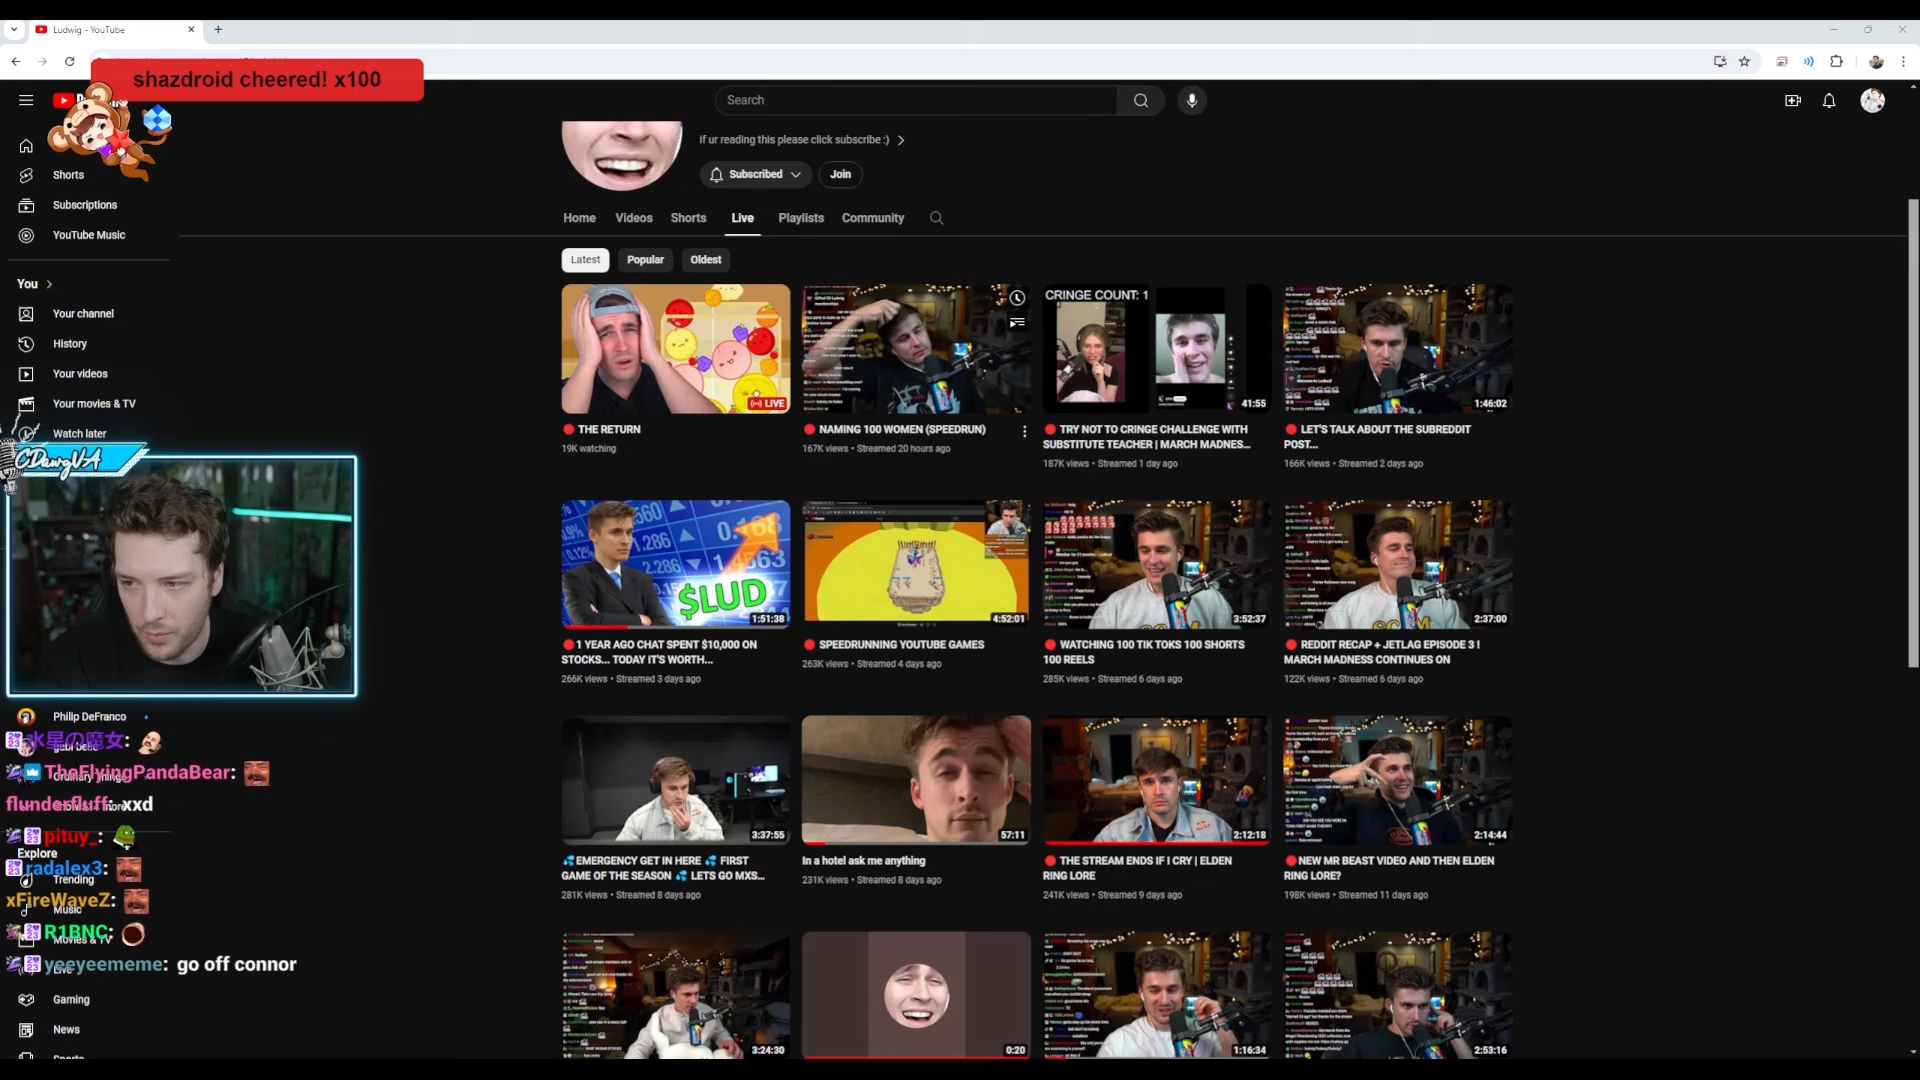 Ludwig - YouTube
shazdroid cheered! x100
Search
if ur reading this please click subscribe :)
Subscribed
Join
Home
Videos
Shorts
Live
Playlists
Community
Latest
Popular
Oldest
Shorts
Subscriptions
YouTube Music
You
Your channel
History
Your videos
Your movies & TV
Watch later
CDawgVA
Philip DeFranco
水星の魔女:
TheFlyingPandaBear:
flunderfluff: xxd
pituy_:
Explore
radalex3:
Trending
xFireWaveZ:
Music
R1BNC:
Movies & TV
yeeyeememe: go off connor
Live
Gaming
News
Sports
LIVE
THE RETURN
19K watching
NAMING 100 WOMEN (SPEEDRUN)
167K views • Streamed 20 hours ago
CRINGE COUNT: 1
41:55
TRY NOT TO CRINGE CHALLENGE WITH
SUBSTITUTE TEACHER | MARCH MADNES...
187K views • Streamed 1 day ago
1:46:02
LET'S TALK ABOUT THE SUBREDDIT
POST...
166K views • Streamed 2 days ago
$LUD
1:51:38
1 YEAR AGO CHAT SPENT $10,000 ON
STOCKS... TODAY IT'S WORTH...
266K views • Streamed 3 days ago
4:52:01
SPEEDRUNNING YOUTUBE GAMES
263K views • Streamed 4 days ago
3:52:37
WATCHING 100 TIK TOKS 100 SHORTS
100 REELS
285K views • Streamed 6 days ago
2:37:00
REDDIT RECAP + JETLAG EPISODE 3 !
MARCH MADNESS CONTINUES ON
122K views • Streamed 6 days ago
3:37:55
EMERGENCY GET IN HERE FIRST
GAME OF THE SEASON LETS GO MXS...
281K views • Streamed 8 days ago
57:11
In a hotel ask me anything
231K views • Streamed 8 days ago
2:12:18
THE STREAM ENDS IF I CRY | ELDEN
RING LORE
241K views • Streamed 9 days ago
2:14:44
NEW MR BEAST VIDEO AND THEN ELDEN
RING LORE?
198K views • Streamed 11 days ago
3:24:30
0:20
1:16:34
2:53:16